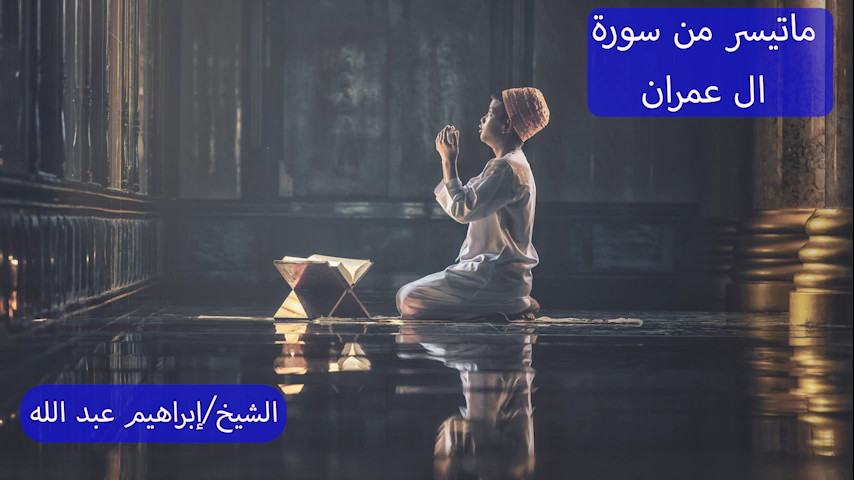 ماتيسر من سورة
ال عمران
الشيخ/إبراهيم عبد الله